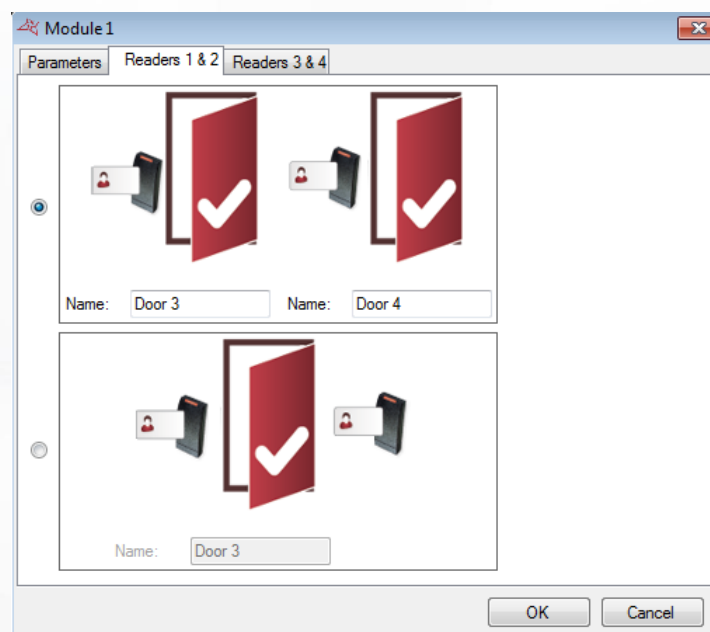 Module 1
Parameters Readers 1 & 2 Readers 3 & 4
Name: Door 3 Name: Door 4
Name: Door 3
OK Cancel